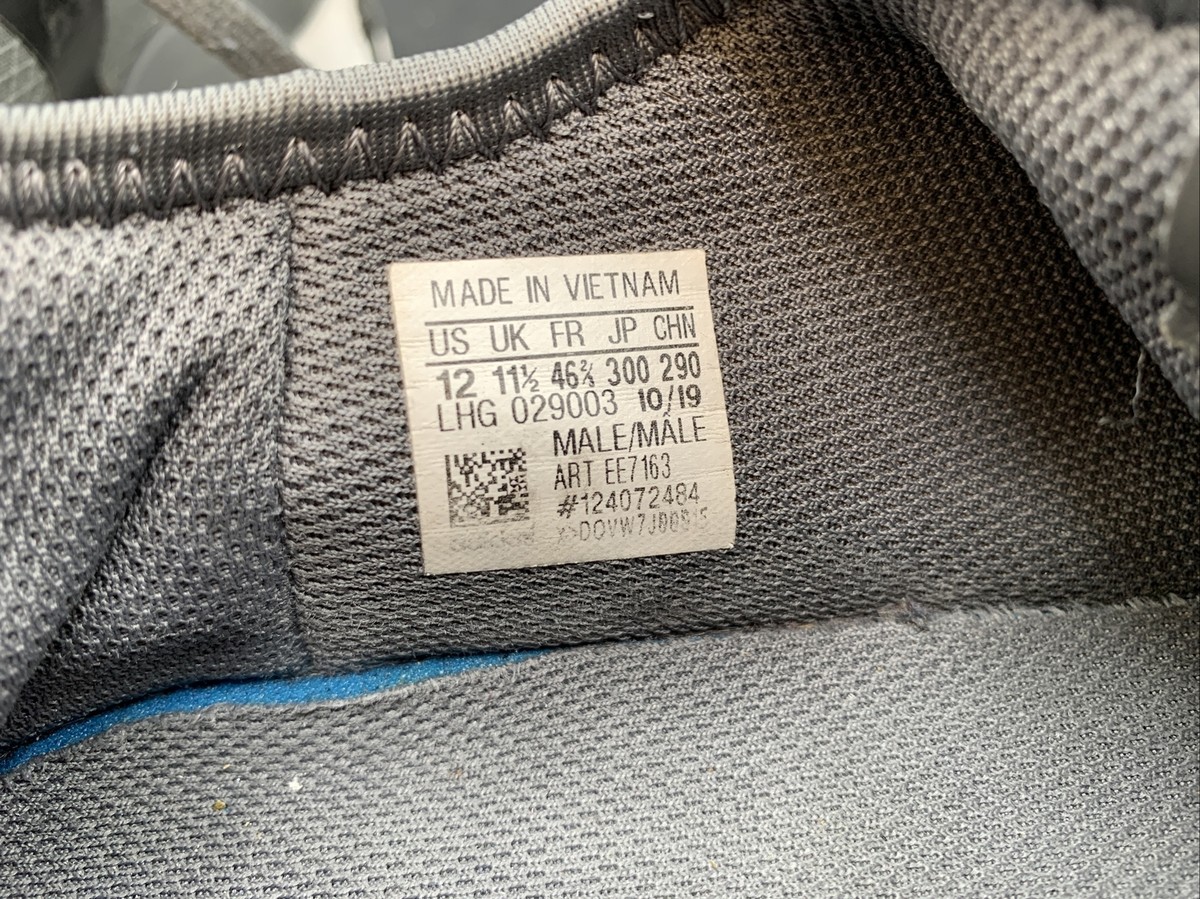 MADE IN VIETNAM
US UK FR JP CHN
12 11½ 46⅔ 300 290
LHG 029003 10/19
MALE/MÂLE
ART EE7163
#124072484